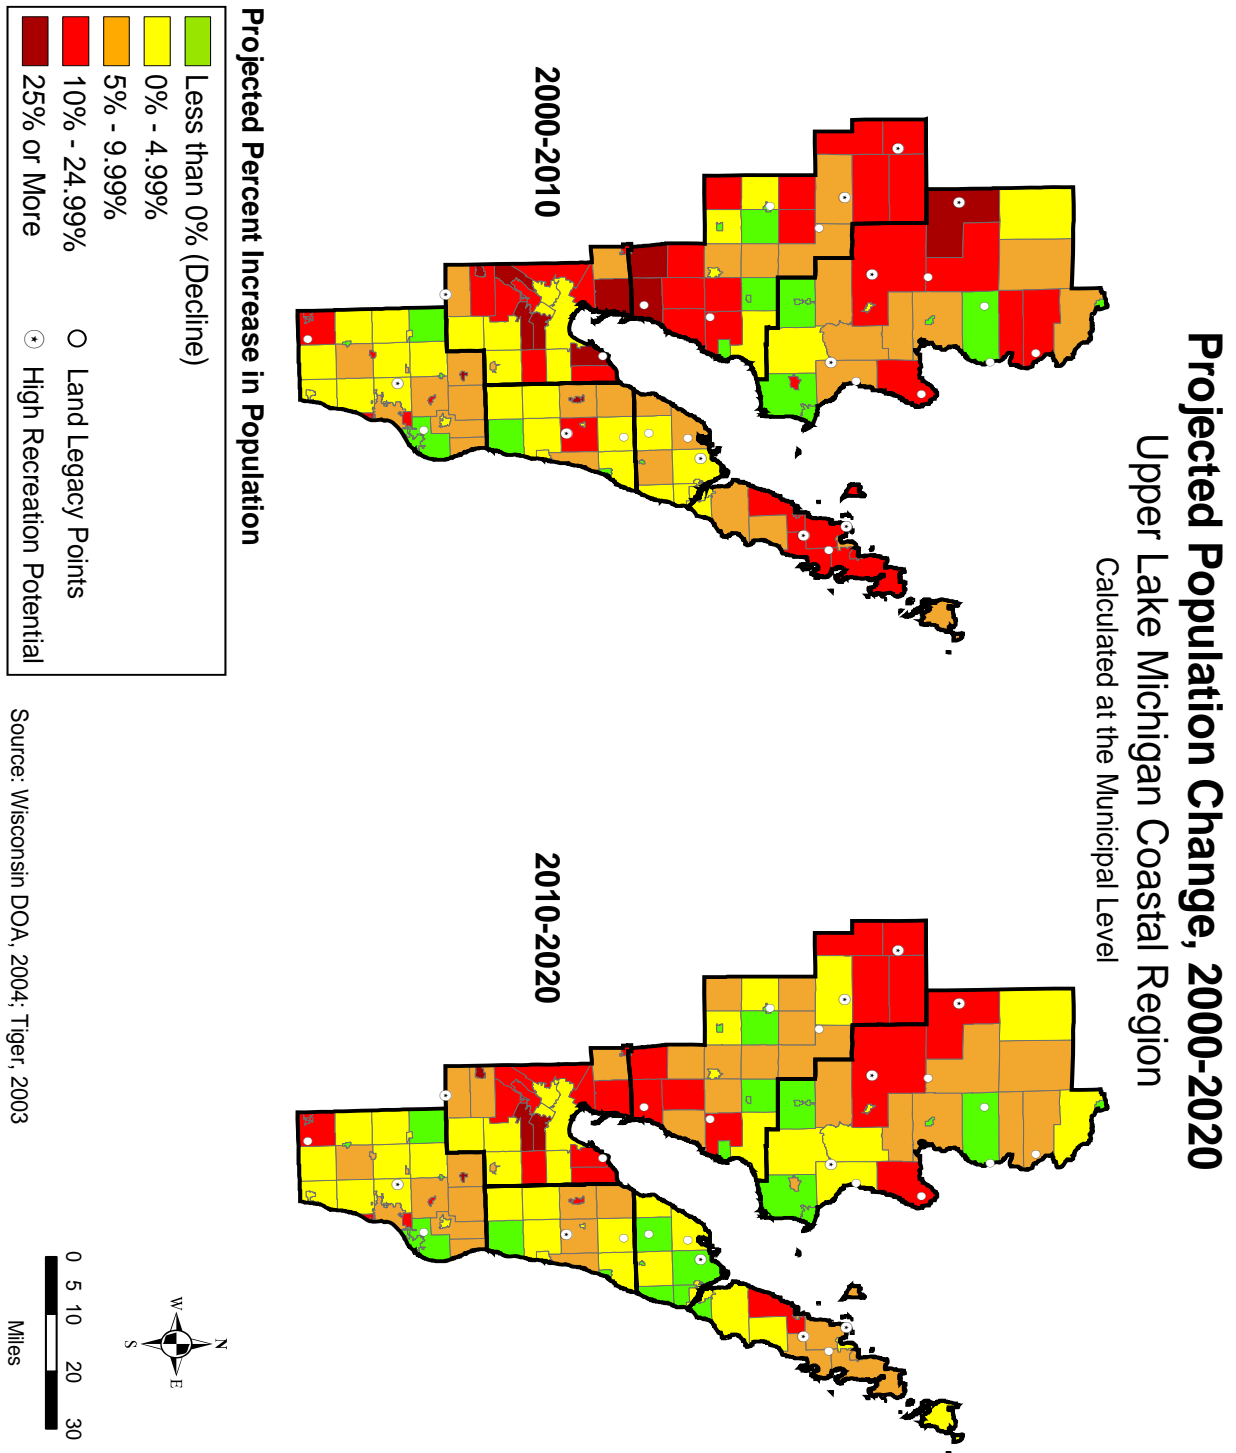 Projected Population Change, 2000-2020
Upper Lake Michigan Coastal Region
Calculated at the Municipal Level
2000-2010
2010-2020
Projected Percent Increase in Population
Less than 0% (Decline)
0% - 4.99%
5% - 9.99%
10% - 24.99%
25% or More
Land Legacy Points
High Recreation Potential
Source: Wisconsin DOA, 2004; Tiger, 2003
N
W
E
S
0 5 10 20 30
Miles